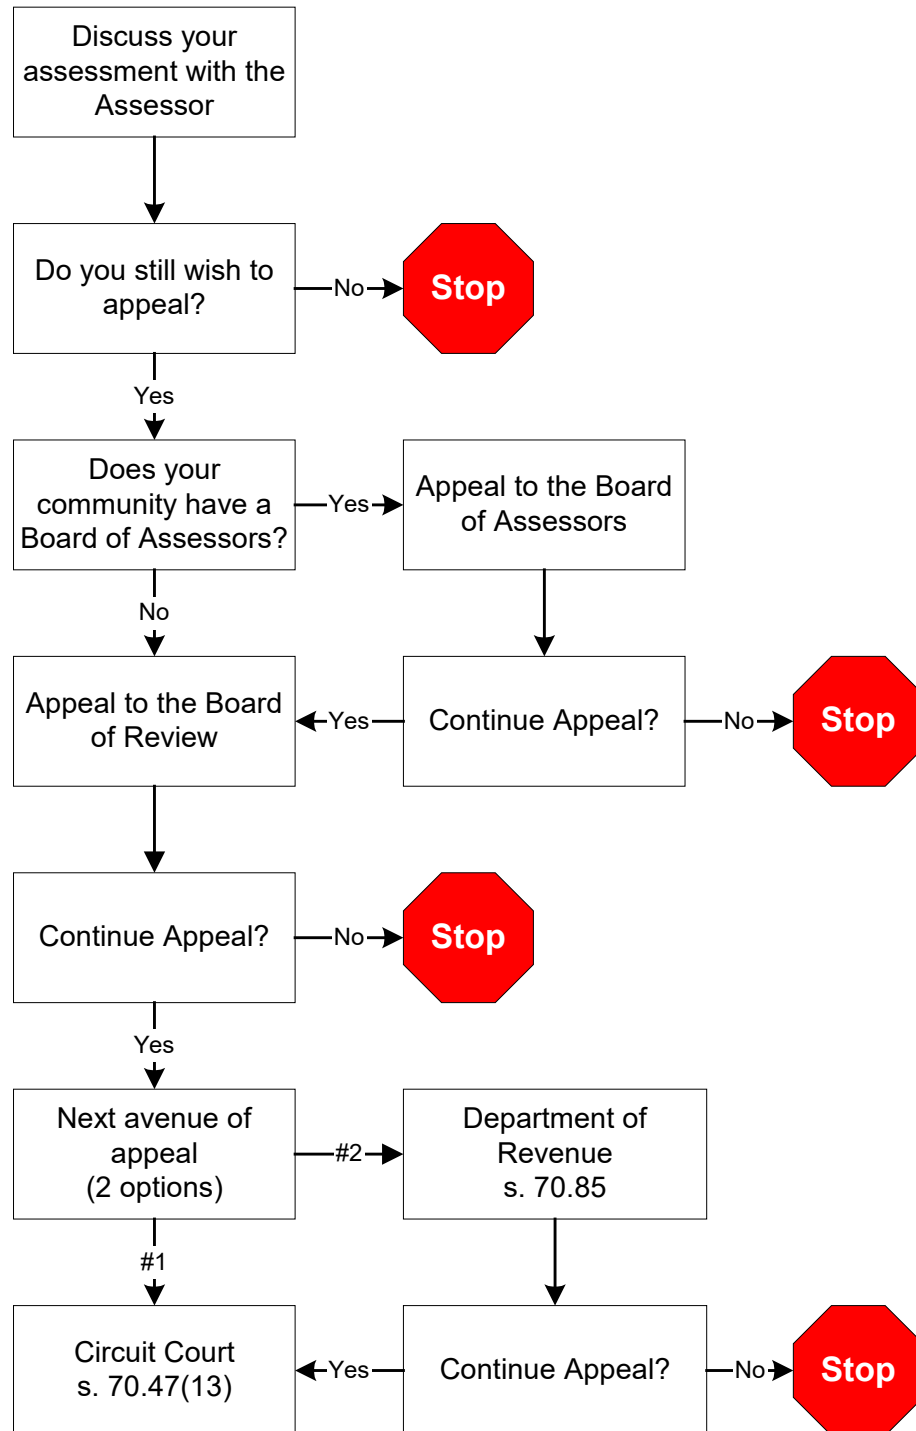 Discuss your
assessment with the
Assessor
Do you still wish to
appeal?
No
Stop
Yes
Does your
community have a
Board of Assessors?
Yes
Appeal to the Board
of Assessors
No
Appeal to the Board
of Review
Yes
Continue Appeal?
No
Stop
Continue Appeal?
No
Stop
Yes
Next avenue of
appeal
(2 options)
#2
Department of
Revenue
s. 70.85
#1
Circuit Court
s. 70.47(13)
Yes
Continue Appeal?
No
Stop